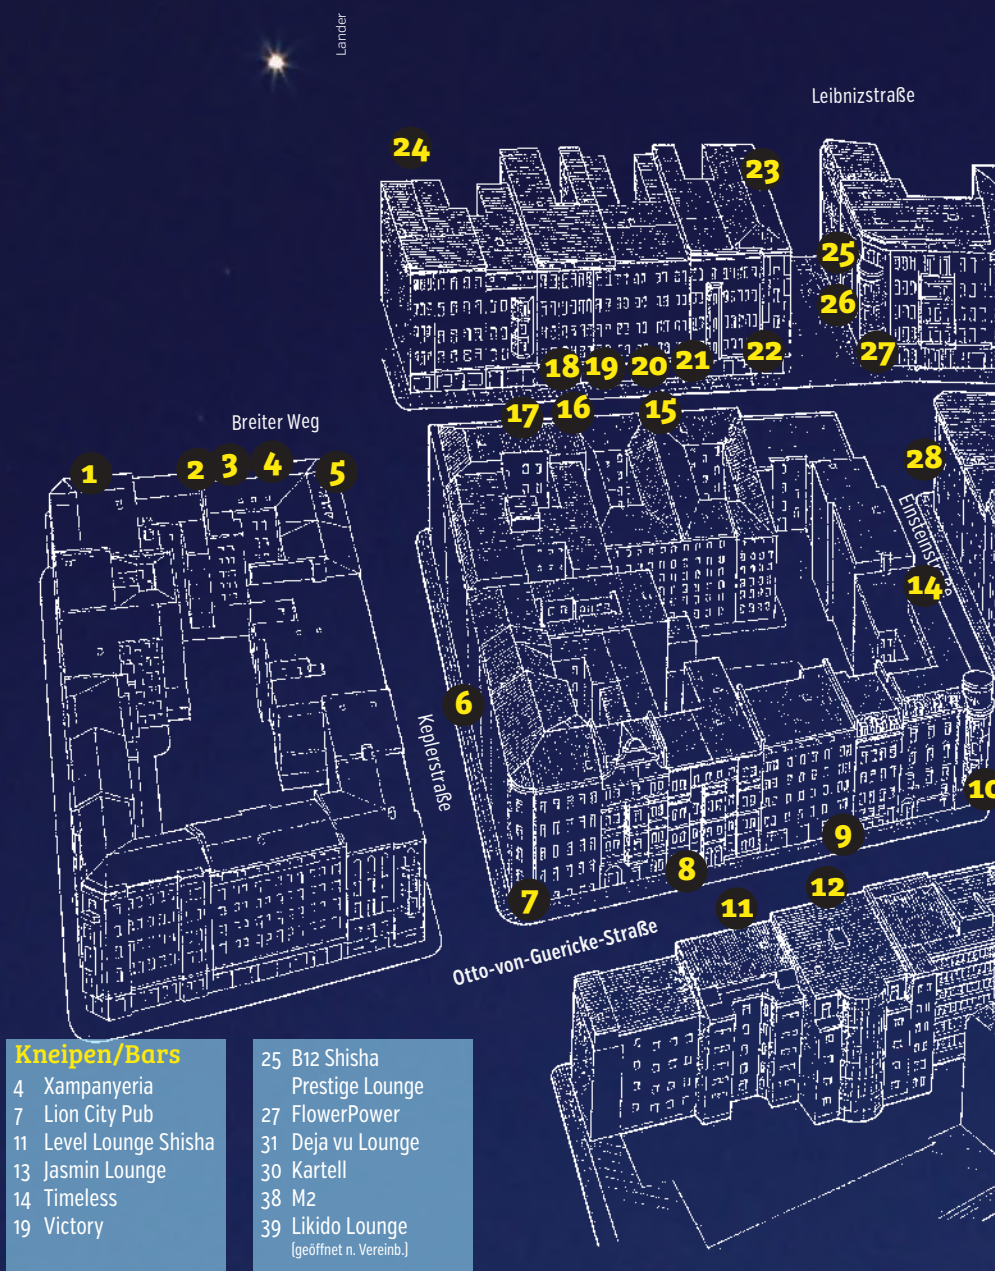 Lander
Leibnizstraße
24
23
25
26
18
19
20
21
22
27
17
16
15
Breiter Weg
28
1
2
3
4
5
14
6
Keplerstraße
10
9
8
7
12
11
Otto-von-Guericke-Straße
Kneipen/Bars
4 Xampanyeria
7 Lion City Pub
11 Level Lounge Shisha
13 Jasmin Lounge
14 Timeless
19 Victory
25 B12 Shisha
Prestige Lounge
27 FlowerPower
31 Deja vu Lounge
30 Kartell
38 M2
39 Likido Lounge
(geöffnet n. Vereinb.)